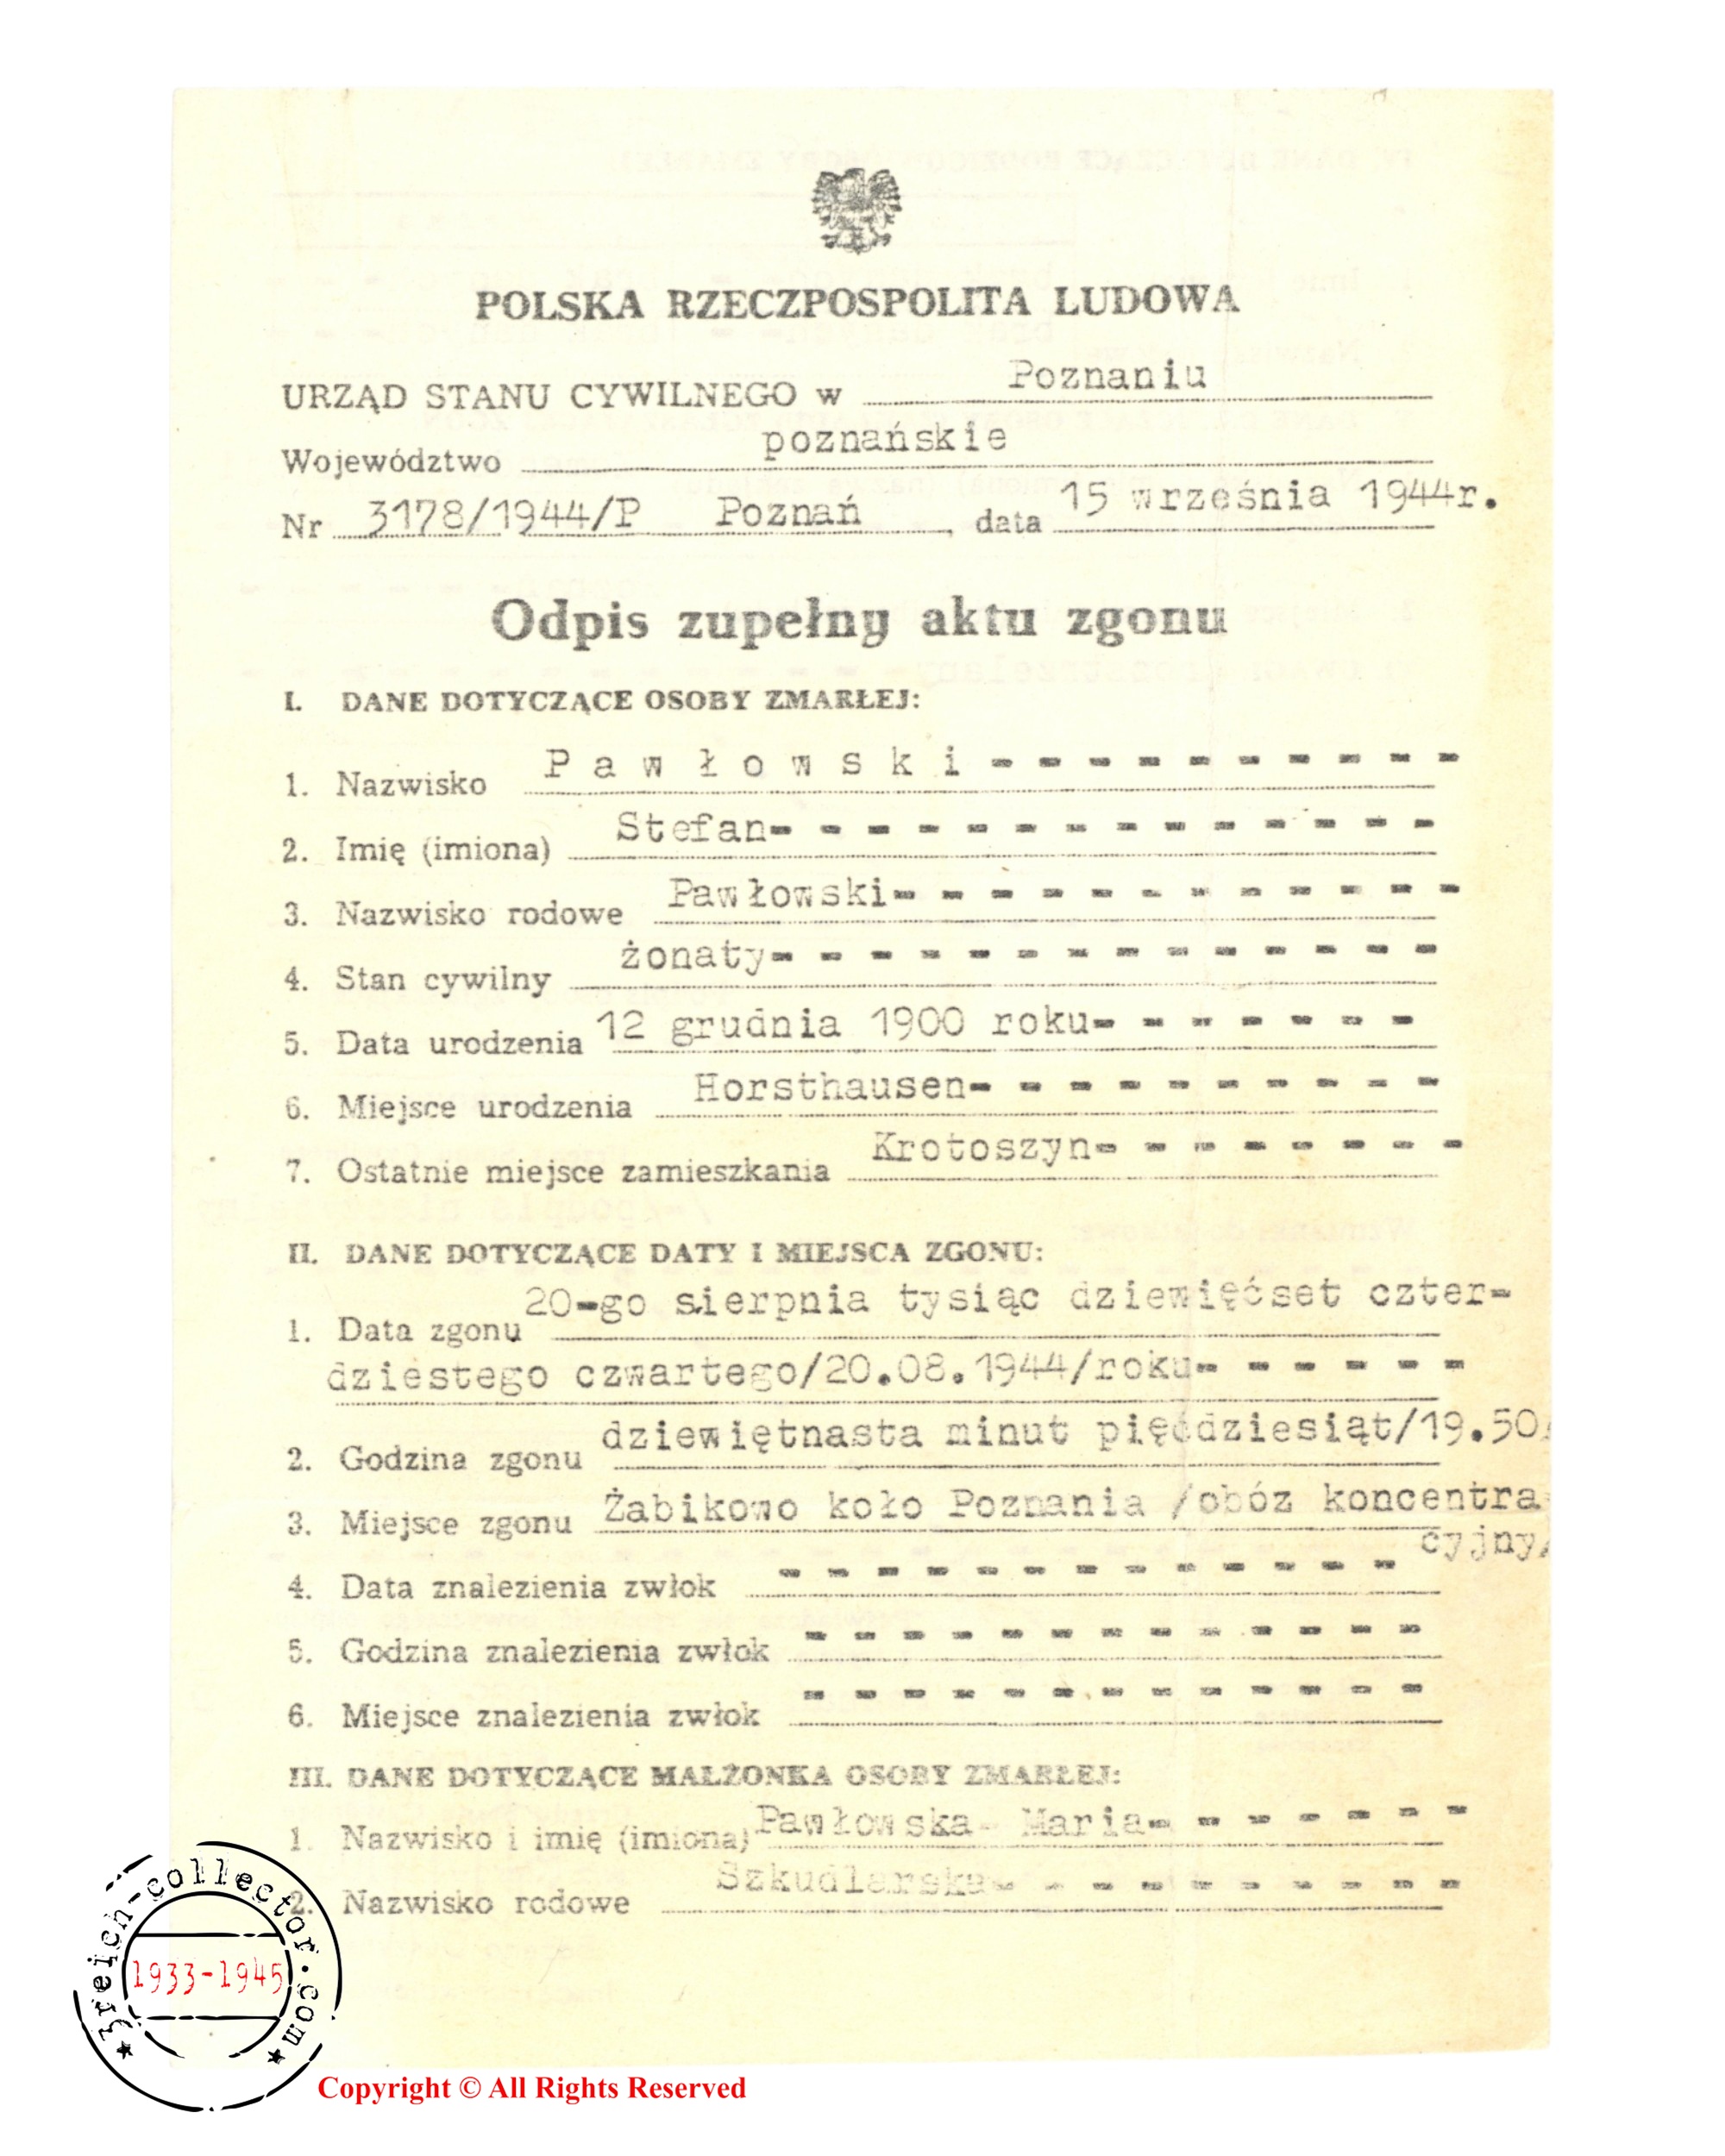 POLSKA RZECZPOSPOLITA LUDOWA
URZĄD STANU CYWILNEGO w Poznaniu
Województwo poznańskie
Nr 3178/1944/P Poznań, data 15 września 1944r.
Odpis zupełny aktu zgonu
I. DANE DOTYCZĄCE OSOBY ZMARŁEJ:
1. Nazwisko P a w ł o w s k i - - - - - - - - - -
2. Imię (imiona) Stefan- - - - - - - - - - - - - -
3. Nazwisko rodowe Pawłowski- - - - - - - - - - - -
4. Stan cywilny żonaty- - - - - - - - - - - - - -
5. Data urodzenia 12 grudnia 1900 roku- - - - - - -
6. Miejsce urodzenia Horsthausen- - - - - - - - - -
7. Ostatnie miejsce zamieszkania Krotoszyn- - - - - - - -
II. DANE DOTYCZĄCE DATY I MIEJSCA ZGONU:
1. Data zgonu 20-go sierpnia tysiąc dziewięćset czter-
dziestego czwartego/20.08.1944/roku- - - - - -
2. Godzina zgonu dziewiętnasta minut pięćdziesiąt/19.50/
3. Miejsce zgonu Żabikowo koło Poznania /obóz koncentra
cyjny/
4. Data znalezienia zwłok - - - - - - - - - - - - -
5. Godzina znalezienia zwłok - - - - - - - - - - - - -
6. Miejsce znalezienia zwłok - - - - - - - - - - - - -
III. DANE DOTYCZĄCE MAŁŻONKA OSOBY ZMARŁEJ:
1. Nazwisko i imię (imiona) Pawłowska- Maria- - - - - - -
2. Nazwisko rodowe Szkudlarska- - - - - - - - - -
3reich-collector.com
1933-1945
Copyright © All Rights Reserved